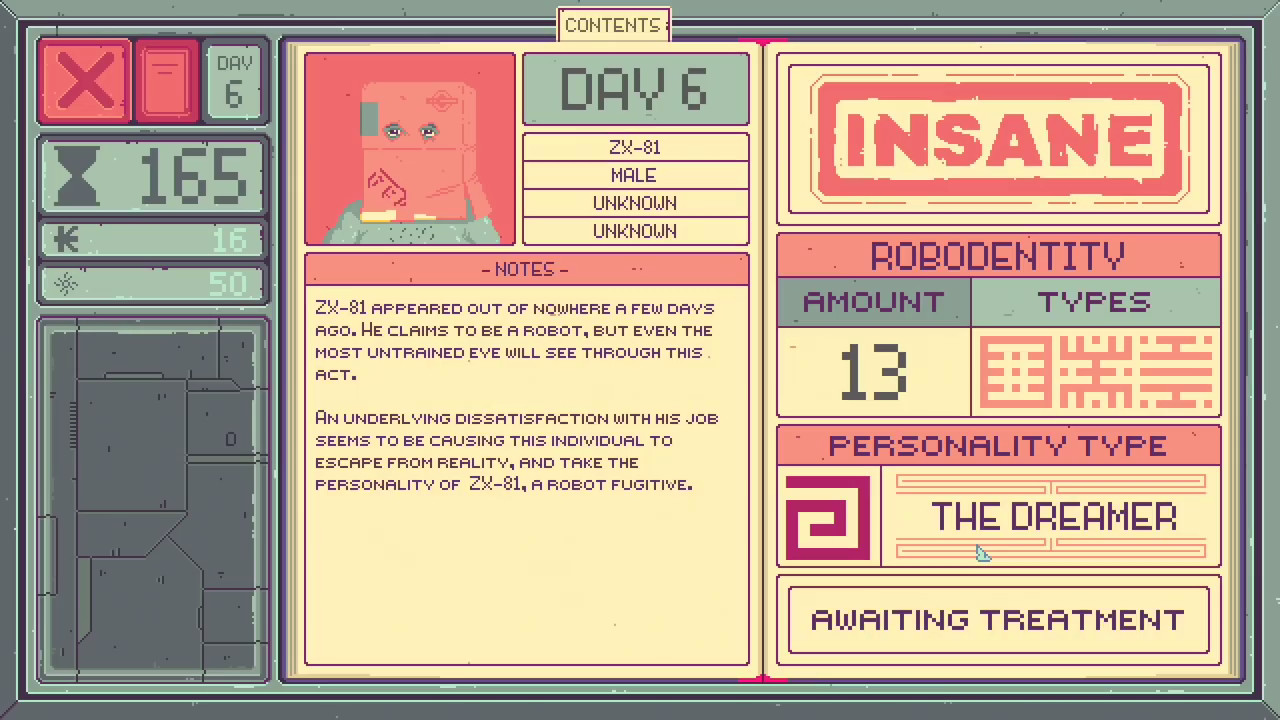 CONTENTS
DAY
6
165
16
50
DAY 6
ZX-81
MALE
UNKNOWN
UNKNOWN
- NOTES -
ZX-81 APPEARED OUT OF NOWHERE A FEW DAYS
AGO. HE CLAIMS TO BE A ROBOT, BUT EVEN THE
MOST UNTRAINED EYE WILL SEE THROUGH THIS
ACT.
AN UNDERLYING DISSATISFACTION WITH HIS JOB
SEEMS TO BE CAUSING THIS INDIVIDUAL TO
ESCAPE FROM REALITY, AND TAKE THE
PERSONALITY OF ZX-81, A ROBOT FUGITIVE.
INSANE
ROBODENTITY
AMOUNT
TYPES
13
PERSONALITY TYPE
THE DREAMER
AWAITING TREATMENT